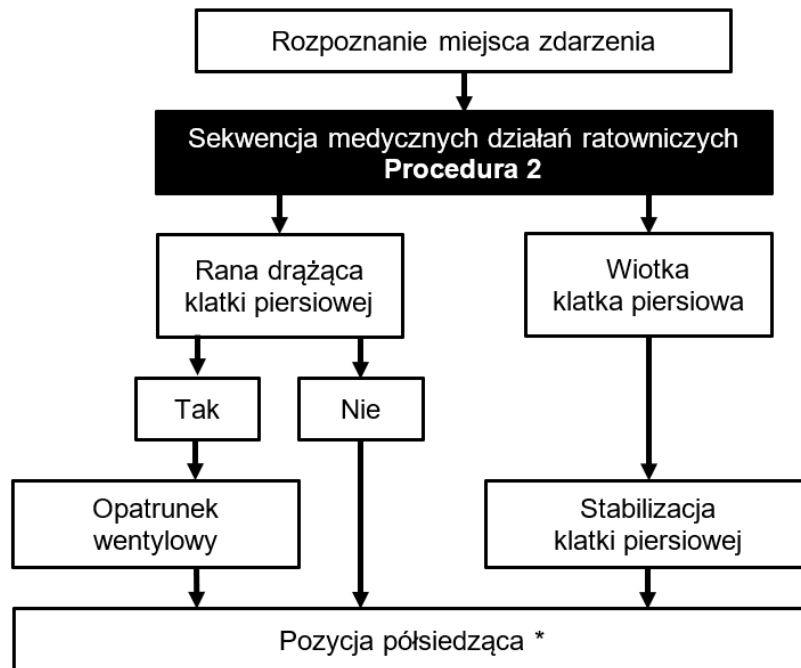 Rozpoznanie miejsca zdarzenia
Sekwencja medycznych działań ratowniczych
Procedura 2
Rana drążąca
klatki piersiowej
Wiotka
klatka piersiowa
Tak
Nie
Opatrunek
wentylowy
Stabilizacja
klatki piersiowej
Pozycja półsiedząca *